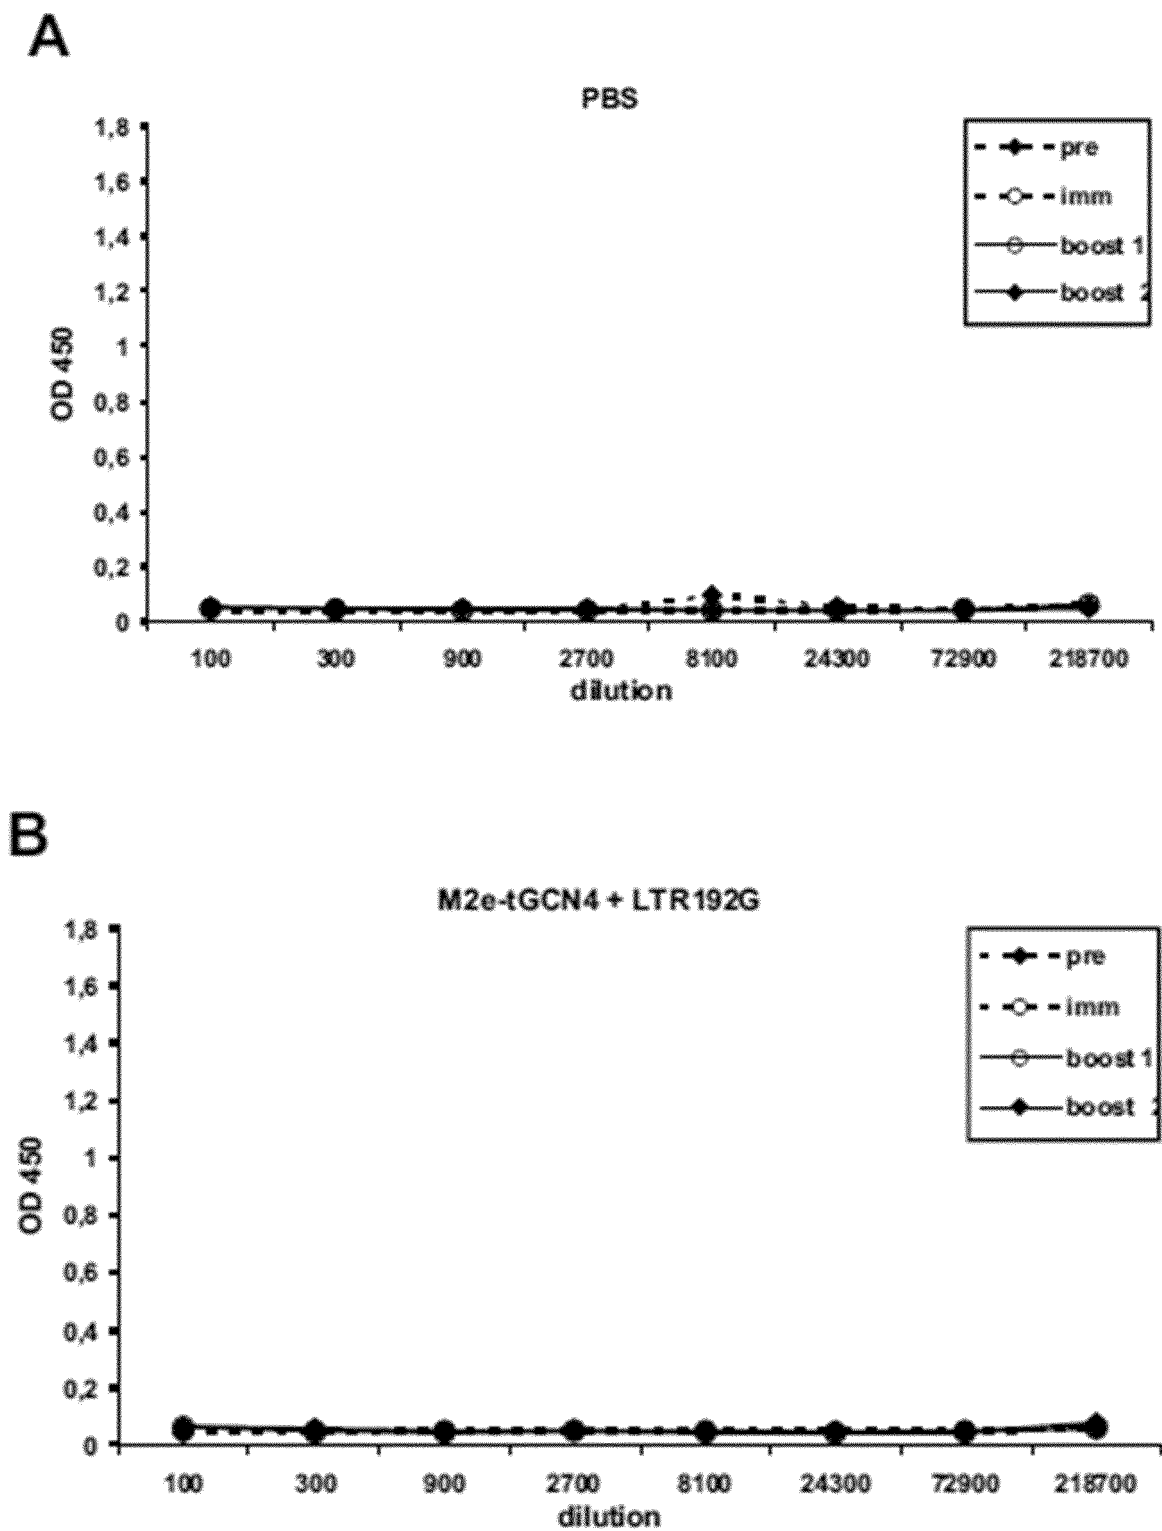 A
PBS
1,8
1,6
1,4
1,2
1
0,8
0,6
0,4
0,2
0
OD 450
pre
imm
boost 1
boost 2
100 300 900 2700 8100 24300 72900 218700
dilution
B
M2e-tGCN4 + LTR192G
1,8
1,6
1,4
1,2
1
0,8
0,6
0,4
0,2
0
OD 450
pre
imm
boost 1
boost 2
100 300 900 2700 8100 24300 72900 218700
dilution